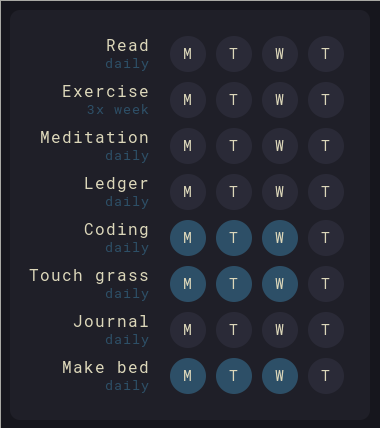 Read M T W T
daily
Exercise M T W T
3x week
Meditation M T W T
daily
Ledger M T W T
daily
Coding M T W T
daily
Touch grass M T W T
daily
Journal M T W T
daily
Make bed M T W T
daily